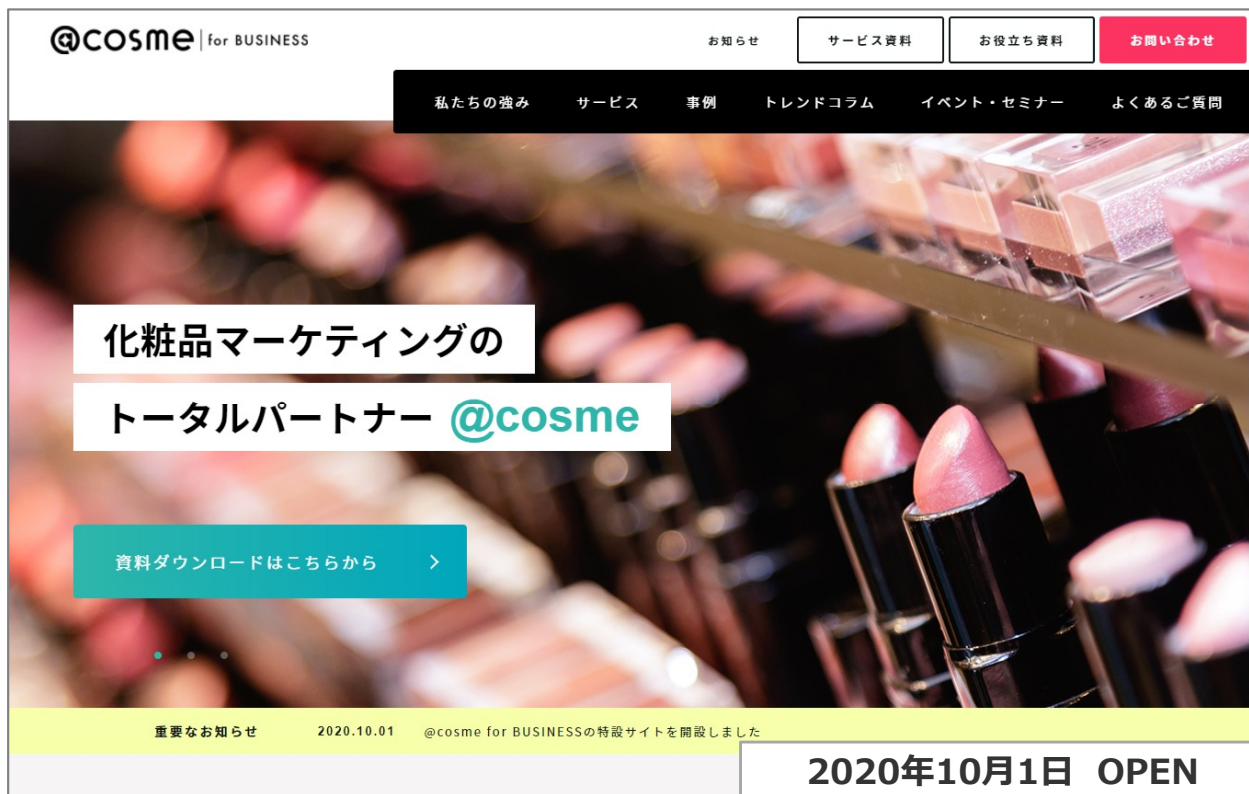 @cosme for BUSINESS
お知らせ
サービス資料
お役立ち資料
お問い合わせ
私たちの強み
サービス
事例
トレンドコラム
イベント・セミナー
よくあるご質問
化粧品マーケティングの
トータルパートナー @cosme
資料ダウンロードはこちらから
重要なお知らせ 2020.10.01 @cosme for BUSINESSの特設サイトを開設しました
2020年10月1日 OPEN